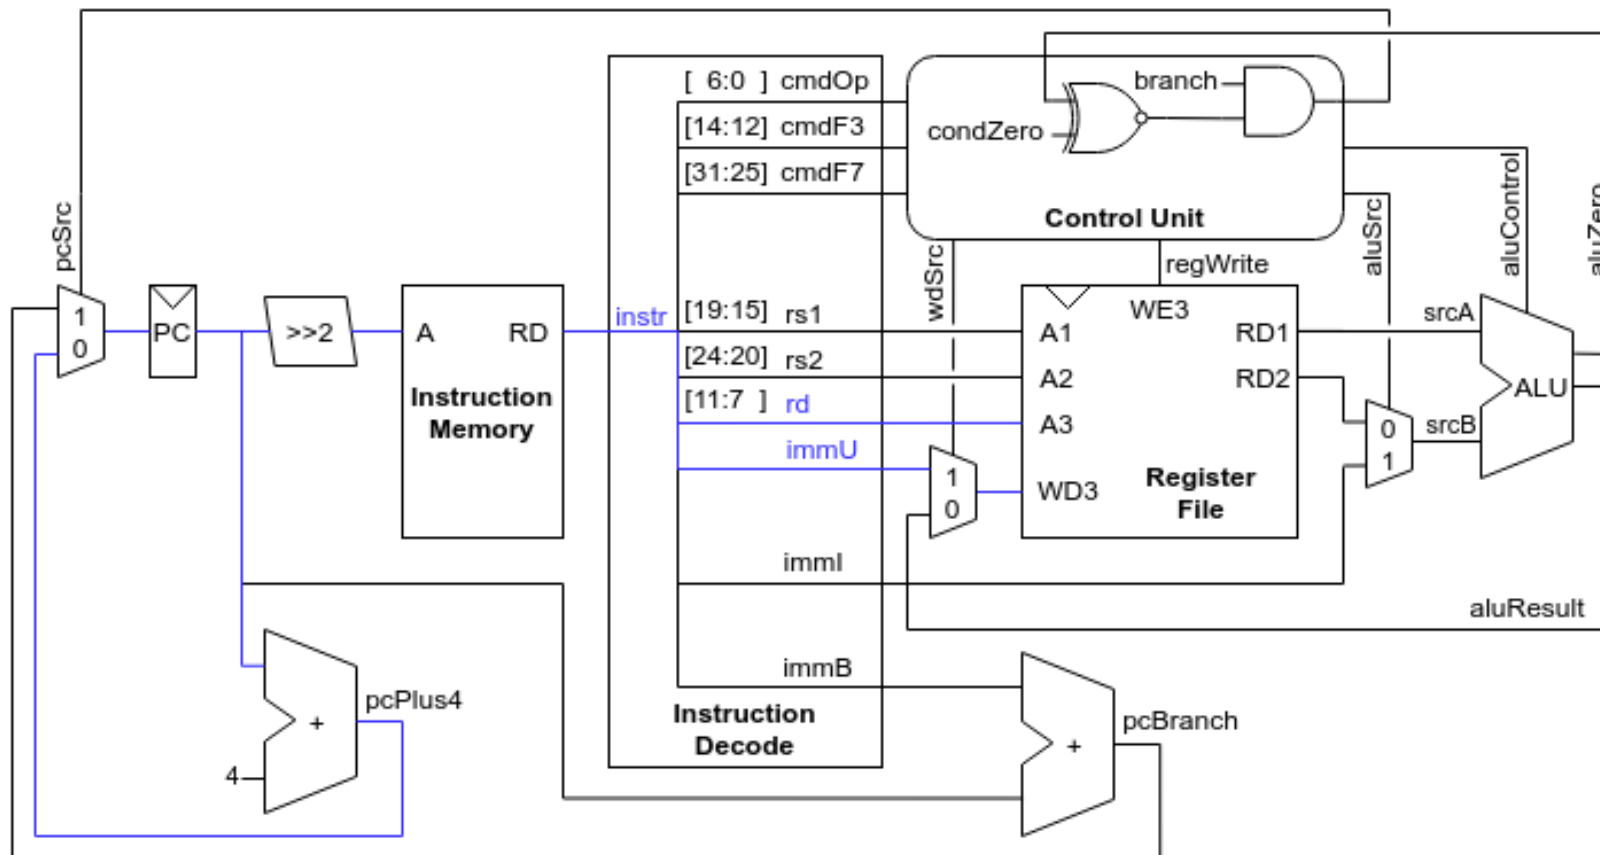 [ 6:0 ] cmdOp
branch
[14:12] cmdF3
condZero
[31:25] cmdF7
Control Unit
pcSrc
wdSrc
regWrite
aluSrc
aluControl
aluZero
1
0
PC
>>2
A
RD
Instruction
Memory
instr
[19:15] rs1
[24:20] rs2
[11:7 ] rd
immU
1
0
A1
A2
A3
WD3
WE3
RD1
RD2
Register
File
srcA
srcB
0
1
ALU
immI
aluResult
immB
Instruction
Decode
pcPlus4
+
4
pcBranch
+